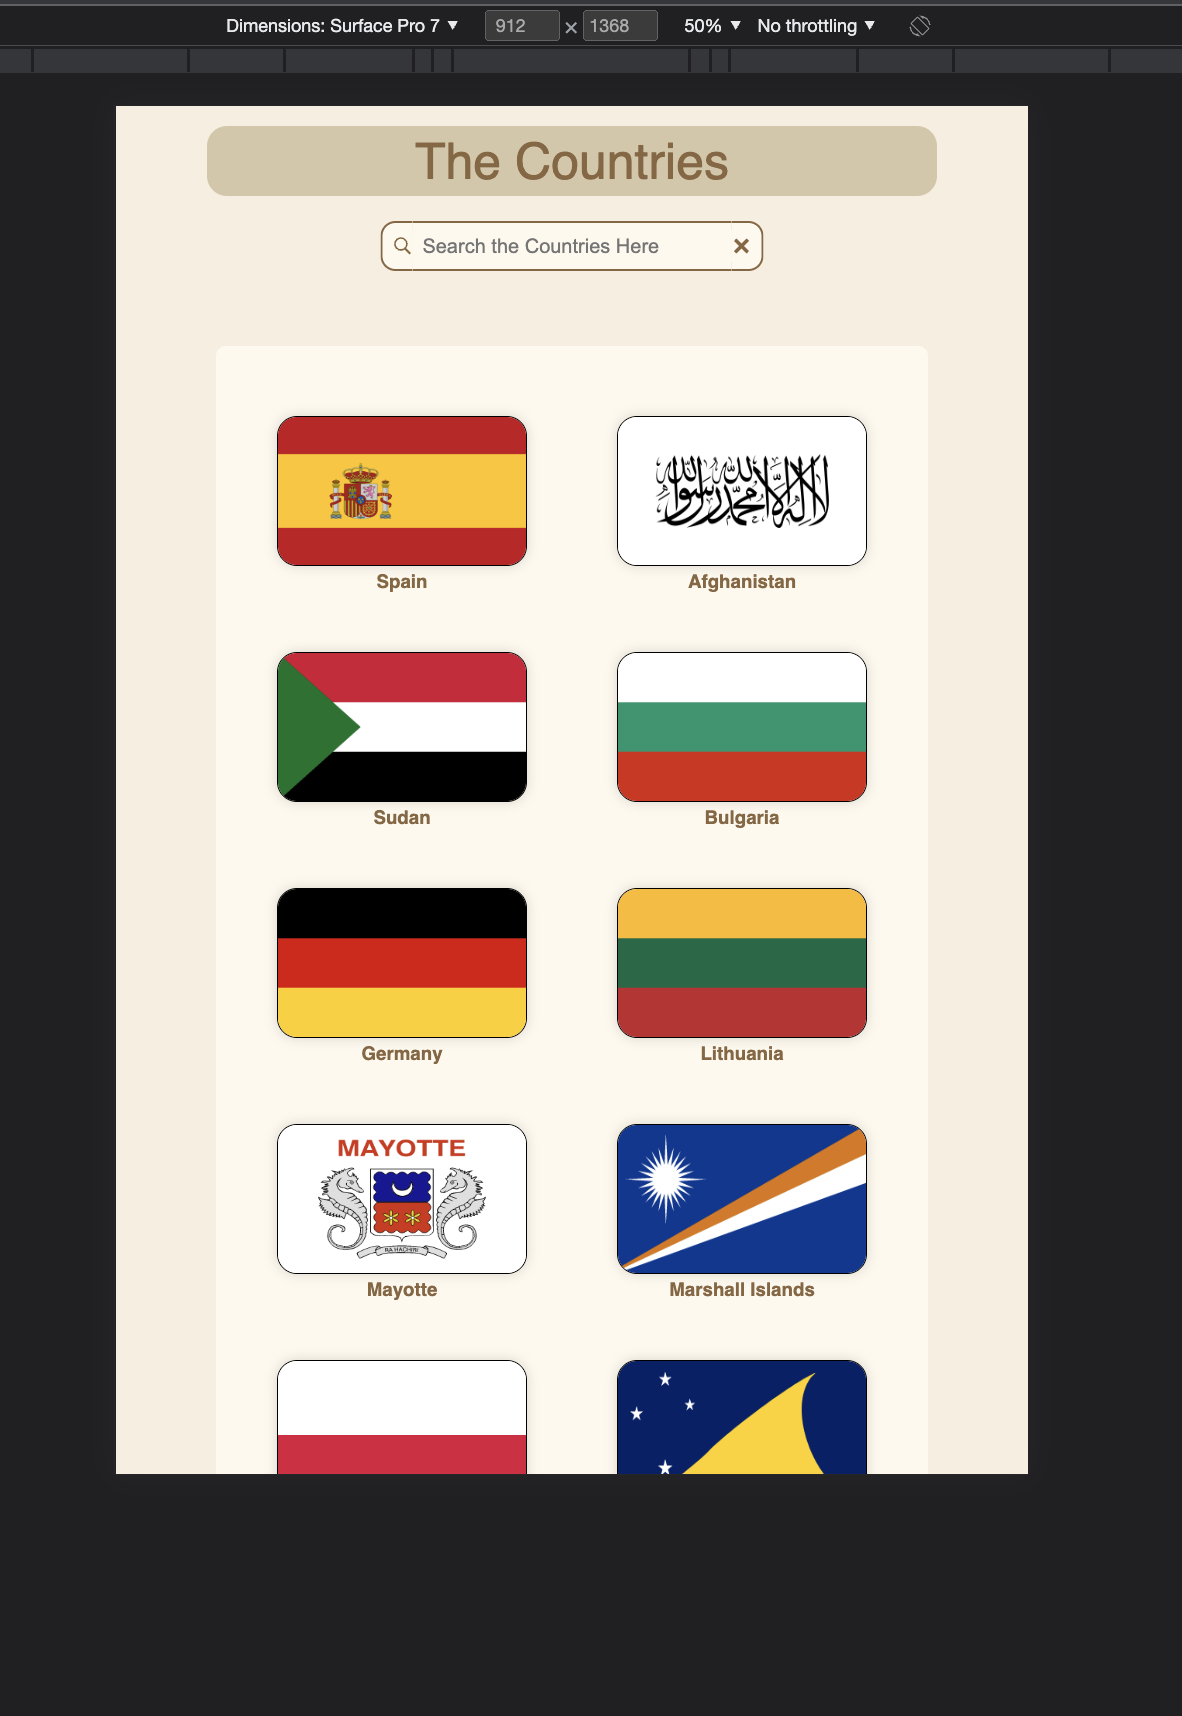 Dimensions: Surface Pro 7 ▼ 912 × 1368 50% ▼ No throttling ▼
The Countries
Search the Countries Here
لا إله إلا الله محمد رسول الله
Spain Afghanistan
Sudan Bulgaria
Germany Lithuania
MAYOTTE
RA HACHIRI
Mayotte Marshall Islands